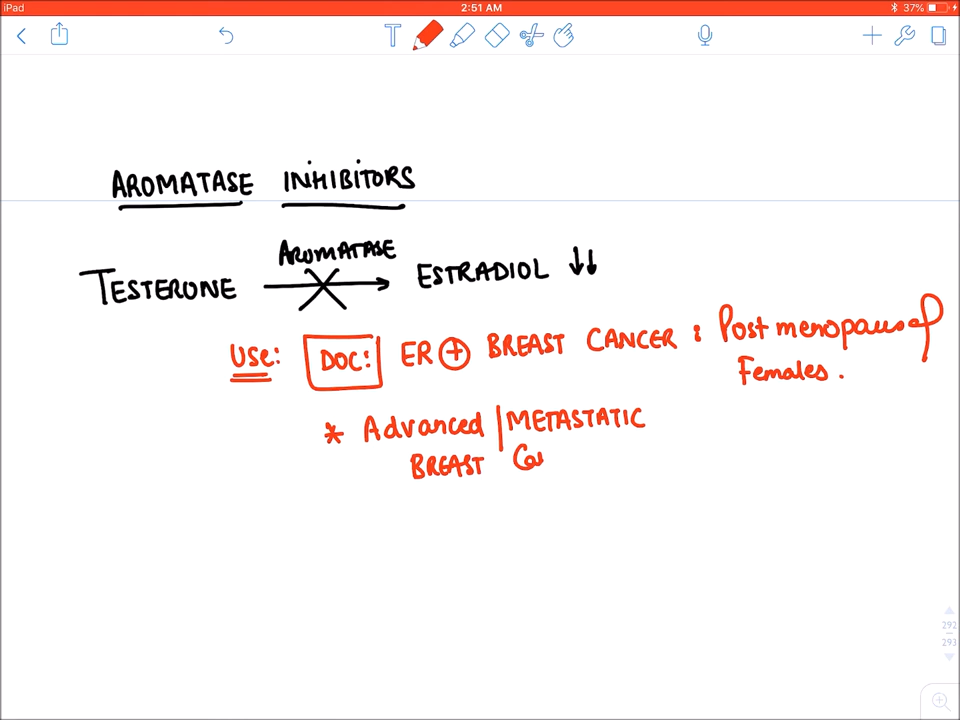 iPad 2:51 AM 37%
T
AROMATASE INHIBITORS
AROMATASE
TESTERONE ESTRADIOL ↓↓
USE: DOC: ER + BREAST CANCER : Post menopausal
Females.
* Advanced | METASTATIC
BREAST Ca
292
293